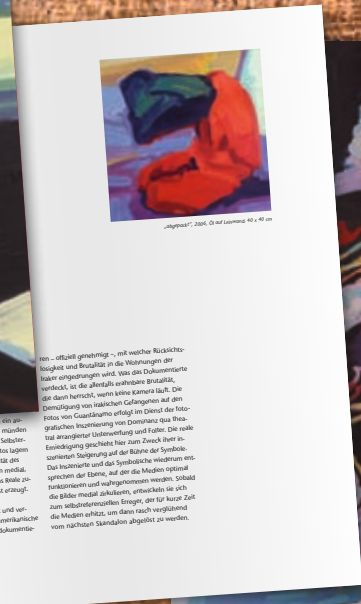 „abgepackt“, 2004, Öl auf Leinwand, 40 x 40 cm
ren – offiziell genehmigt –, mit welcher Rücksichts-
losigkeit und Brutalität in die Wohnungen der
Iraker eingedrungen wird. Was das Dokumentierte
verdeckt, ist die allenfalls erahnbare Brutalität,
die dann herrscht, wenn keine Kamera läuft. Die
Demütigung von irakischen Gefangenen auf den
Fotos von Guantánamo erfolgt im Dienst der foto-
grafischen Inszenierung von Dominanz qua thea-
tral arrangierter Unterwerfung und Folter. Die reale
Erniedrigung geschieht hier zum Zweck ihrer in-
szenierten Steigerung auf der Bühne der Symbole.
Das Inszenierte und das Symbolische wiederum ent-
sprechen der Ebene, auf der die Medien optimal
funktionieren und wahrgenommen werden. Sobald
die Bilder medial zirkulieren, entwickeln sie sich
zum selbstreferenziellen Erreger, der für kurze Zeit
die Medien erhitzt, um dann rasch verglühend
vom nächsten Skandalon abgelöst zu werden.
ein au-
münden
Selbster-
tos lagern
tät des
n medial,
s Reale zu-
st erzeugt.
und ver-
merikanische
dokumentie-